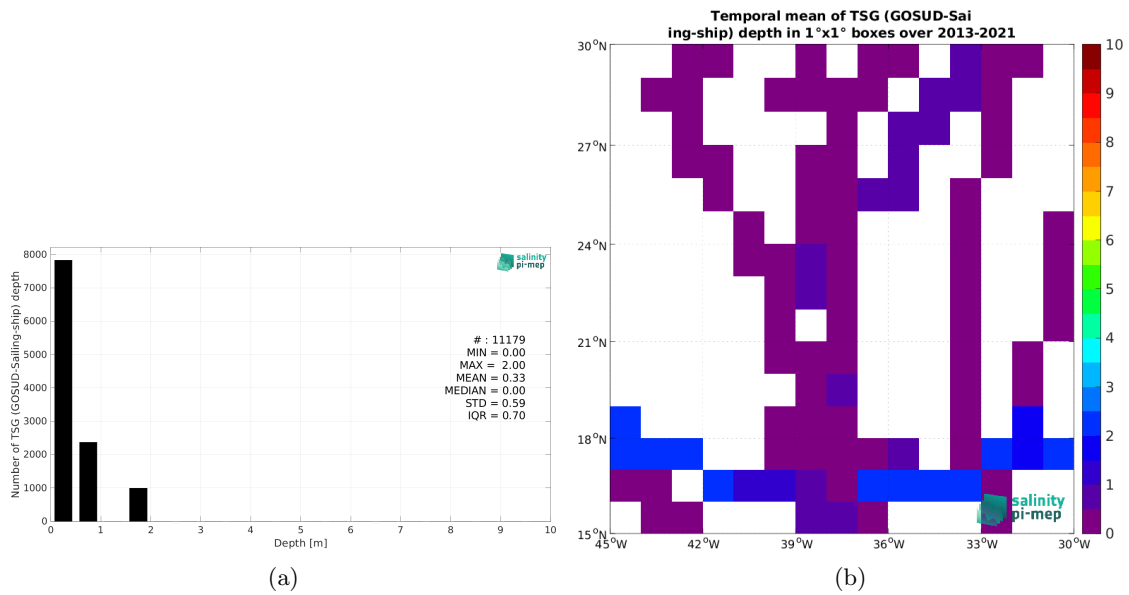 8000
7000
6000
5000
4000
3000
2000
1000
0
Number of TSG (GOSUD-Sailing-ship) depth
0 1 2 3 4 5 6 7 8 9 10
Depth [m]
salinity
pi-mep
# : 11179
MIN = 0.00
MAX = 2.00
MEAN = 0.33
MEDIAN = 0.00
STD = 0.59
IQR = 0.70
(a)
Temporal mean of TSG (GOSUD-Sai
ing-ship) depth in 1°x1° boxes over 2013-2021
30°N
27°N
24°N
21°N
18°N
15°N
45°W 42°W 39°W 36°W 33°W 30°W
salinity
pi-mep
10
9
8
7
6
5
4
3
2
1
0
(b)